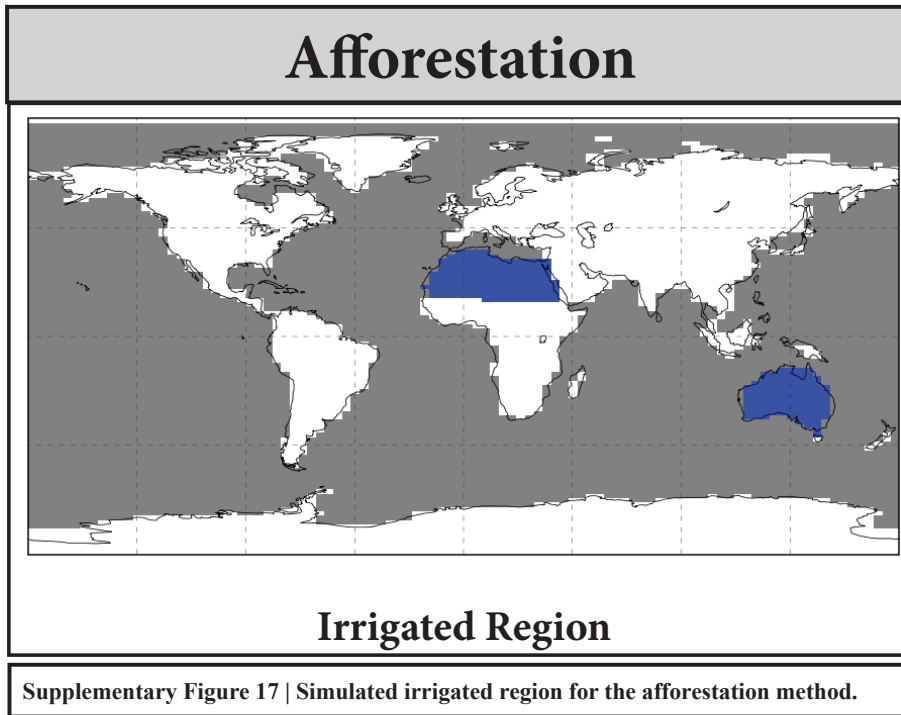 Afforestation
Irrigated Region
Supplementary Figure 17 | Simulated irrigated region for the afforestation method.